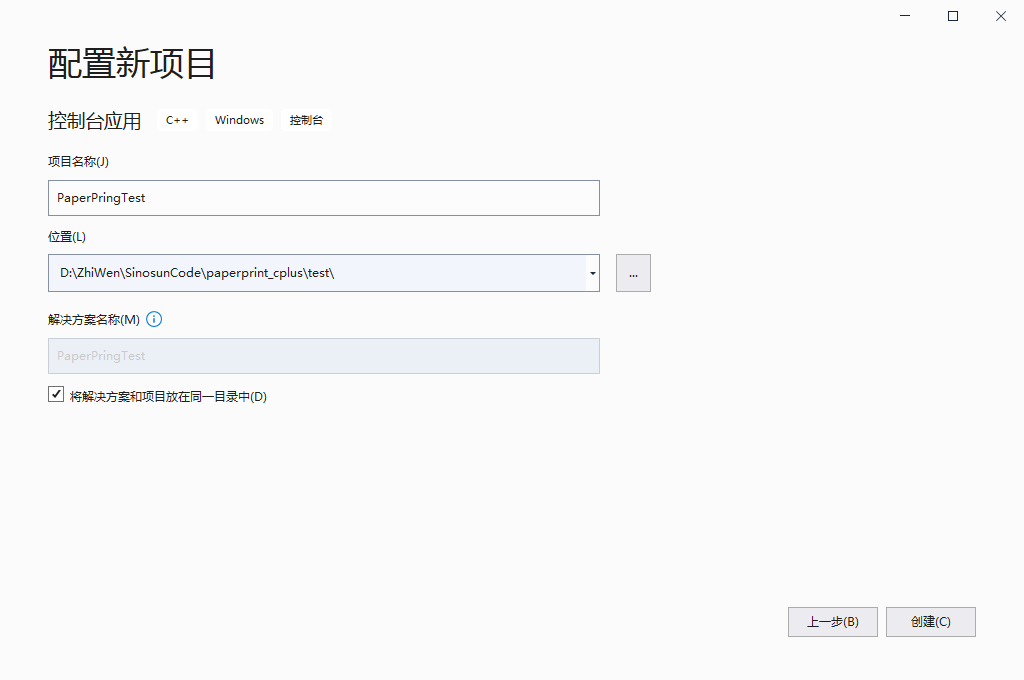 配置新项目
控制台应用 C++ Windows 控制台
项目名称(J)
PaperPringTest
位置(L)
D:\ZhiWen\SinosunCode\paperprint_cplus\test\
...
解决方案名称(M)
PaperPringTest
将解决方案和项目放在同一目录中(D)
上一步(B) 创建(C)